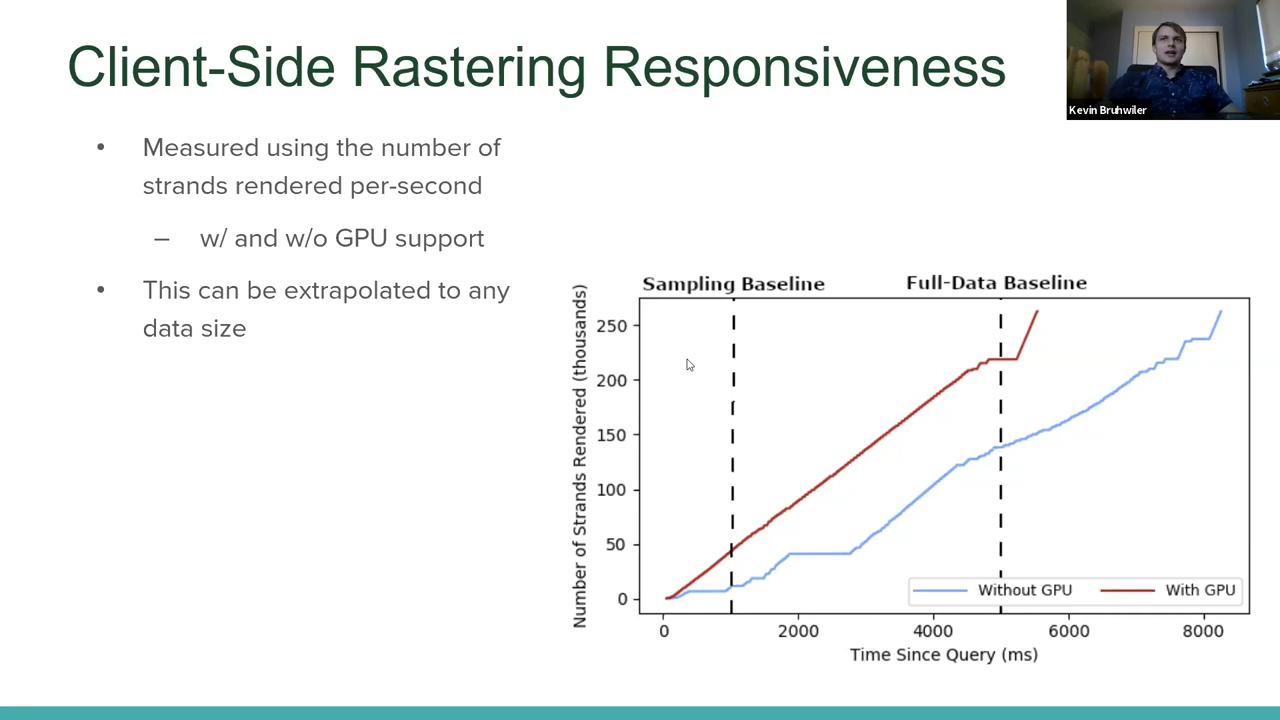 Client-Side Rastering Responsiveness
Kevin Bruhwiler
• Measured using the number of
strands rendered per-second
– w/ and w/o GPU support
• This can be extrapolated to any
data size
Sampling Baseline
Full-Data Baseline
Number of Strands Rendered (thousands)
250
200
150
100
50
0
Without GPU
With GPU
0 2000 4000 6000 8000
Time Since Query (ms)